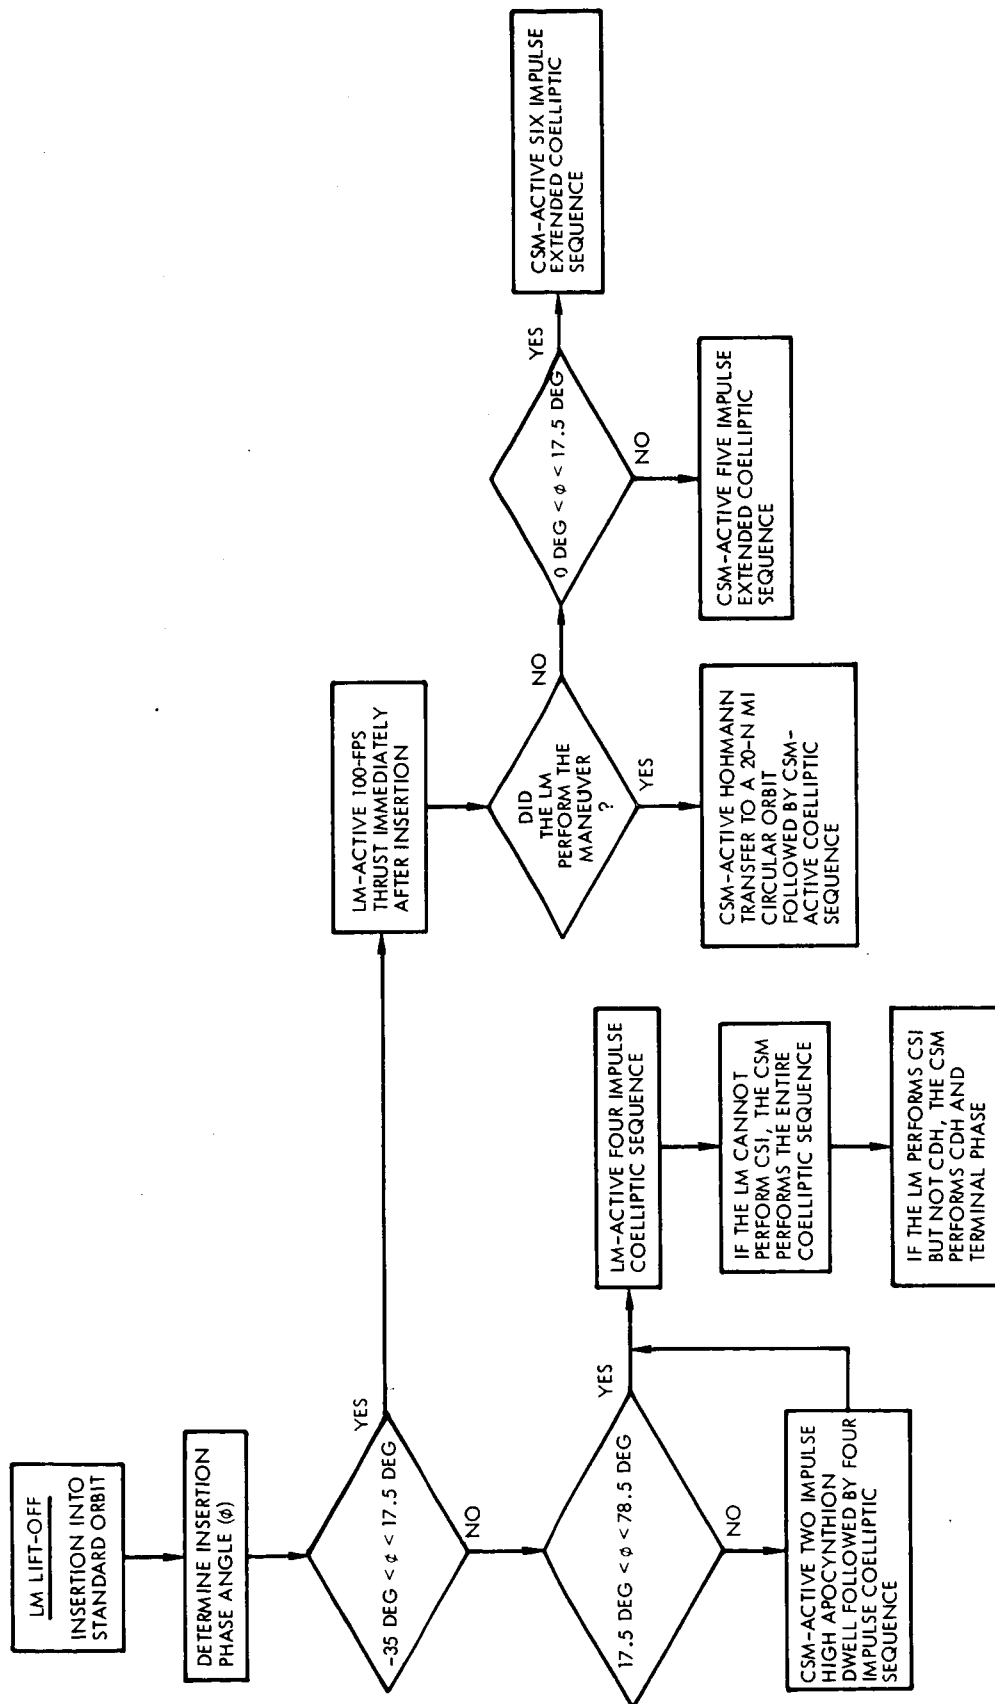 LM LIFT-OFF
INSERTION INTO
STANDARD ORBIT
DETERMINE INSERTION
PHASE ANGLE (ø)
-35 DEG < ø < 17.5 DEG
YES
NO
LM-ACTIVE 100-FPS
THRUST IMMEDIATELY
AFTER INSERTION
DID
THE LM
PERFORM THE
MANEUVER
?
NO
YES
0 DEG < ø < 17.5 DEG
YES
NO
CSM-ACTIVE SIX IMPULSE
EXTENDED COELLIPTIC
SEQUENCE
CSM-ACTIVE FIVE IMPULSE
EXTENDED COELLIPTIC
SEQUENCE
CSM-ACTIVE HOHMANN
TRANSFER TO A 20-N MI
CIRCULAR ORBIT
FOLLOWED BY CSM-
ACTIVE COELLIPTIC
SEQUENCE
17.5 DEG < ø < 78.5 DEG
YES
NO
LM-ACTIVE FOUR IMPULSE
COELLIPTIC SEQUENCE
IF THE LM CANNOT
PERFORM CSI, THE CSM
PERFORMS THE ENTIRE
COELLIPTIC SEQUENCE
IF THE LM PERFORMS CSI
BUT NOT CDH, THE CSM
PERFORMS CDH AND
TERMINAL PHASE
CSM-ACTIVE TWO IMPULSE
HIGH APOCYNTHION
DWELL FOLLOWED BY FOUR
IMPULSE COELLIPTIC
SEQUENCE